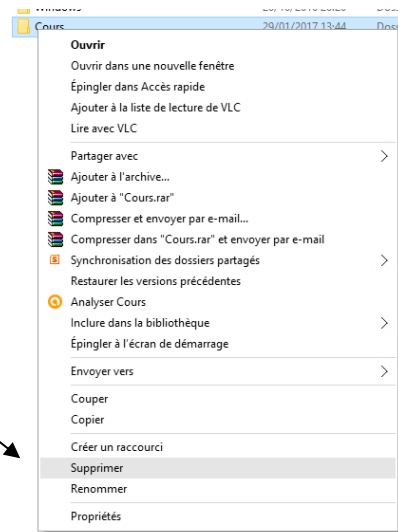 Cours 29/01/2017 13:44 Doss
Ouvrir
Ouvrir dans une nouvelle fenêtre
Épingler dans Accès rapide
Ajouter à la liste de lecture de VLC
Lire avec VLC
Partager avec
Ajouter à l'archive...
Ajouter à "Cours.rar"
Compresser et envoyer par e-mail...
Compresser dans "Cours.rar" et envoyer par e-mail
Synchronisation des dossiers partagés
Restaurer les versions précédentes
Analyser Cours
Inclure dans la bibliothèque
Épingler à l'écran de démarrage
Envoyer vers
Couper
Copier
Créer un raccourci
Supprimer
Renommer
Propriétés